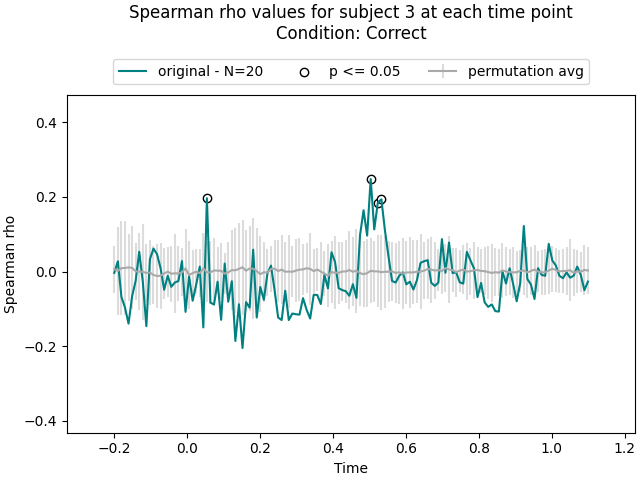 Spearman rho values for subject 3 at each time point
Condition: Correct
original - N=20
p <= 0.05
permutation avg
Spearman rho
0.4
0.2
0.0
−0.2
−0.4
−0.2
0.0
0.2
0.4
0.6
0.8
1.0
1.2
Time